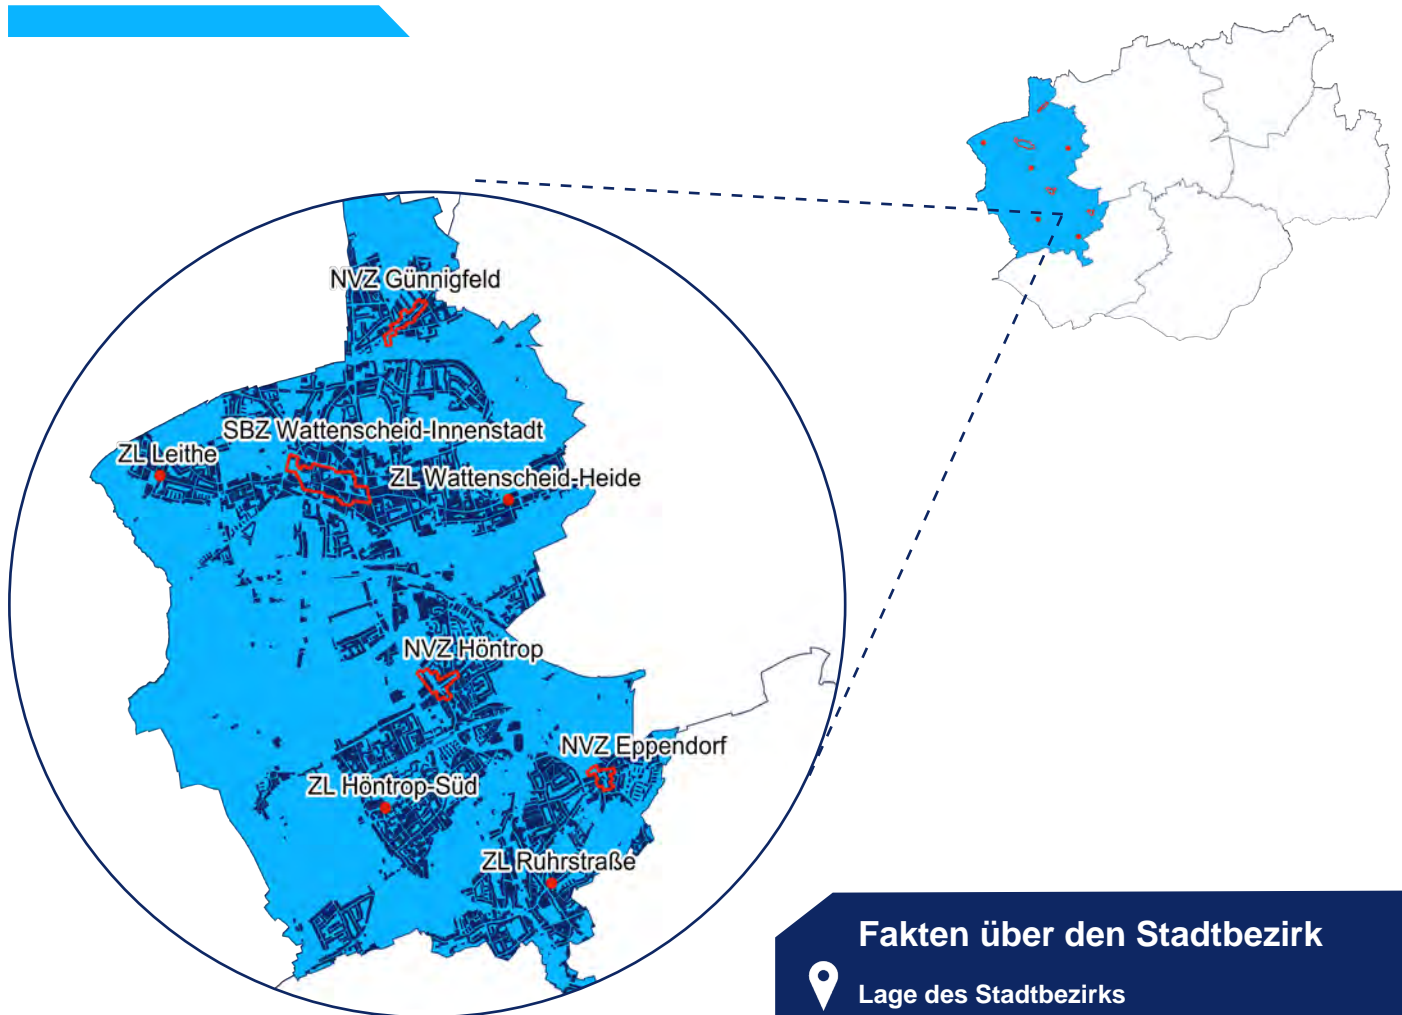 NVZ Günnigfeld
SBZ Wattenscheid-Innenstadt
ZL Leithe
ZL Wattenscheid-Heide
NVZ Höntrop
NVZ Eppendorf
ZL Höntrop-Süd
ZL Ruhrstraße
Fakten über den Stadtbezirk
Lage des Stadtbezirks